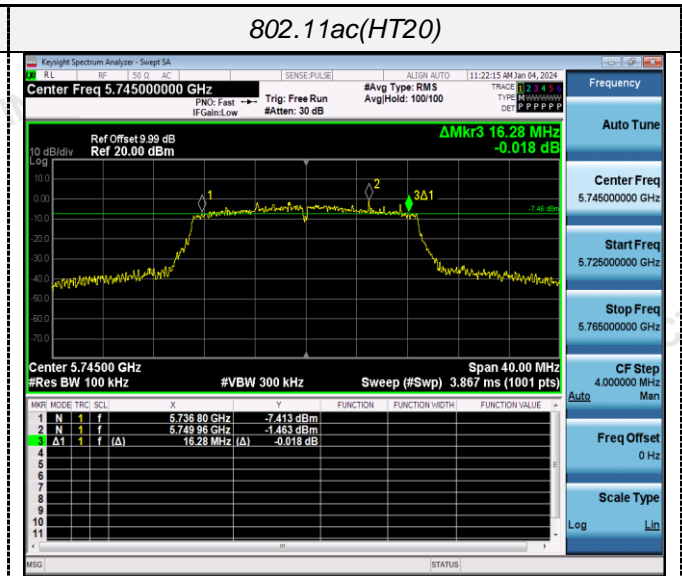 802.11ac(HT20)
Keysight Spectrum Analyzer - Swept SA
RL RF 50 Ω AC SENSE:PULSE ALIGN AUTO 11:22:15 AM Jan 04, 2024
Center Freq 5.745000000 GHz
PNO: Fast
IFGain:Low
Trig: Free Run
#Atten: 30 dB
#Avg Type: RMS
Avg|Hold: 100/100
TRACE 1 2 3 4 5 6
TYPE M WWWWW
DET P P P P P P
Frequency
Ref Offset 9.99 dB
Ref 20.00 dBm
ΔMkr3 16.28 MHz
-0.018 dB
10 dB/div
Log
10.0
0.00
-10.0
-20.0
-30.0
-40.0
-50.0
-60.0
-70.0
1
2
3Δ1
-7.46 dBm
Center 5.74500 GHz
Span 40.00 MHz
#Res BW 100 kHz
#VBW 300 kHz
Sweep (#Swp) 3.867 ms (1001 pts)
MKR MODE TRC SCL X Y FUNCTION FUNCTION WIDTH FUNCTION VALUE
1 N 1 f 5.736 80 GHz -7.413 dBm
2 N 1 f 5.749 96 GHz -1.463 dBm
3 Δ1 1 f (Δ) 16.28 MHz (Δ) -0.018 dB
4
5
6
7
8
9
10
11
MSG
STATUS
Auto Tune
Center Freq
5.745000000 GHz
Start Freq
5.725000000 GHz
Stop Freq
5.765000000 GHz
CF Step
4.000000 MHz
Auto Man
Freq Offset
0 Hz
Scale Type
Log Lin